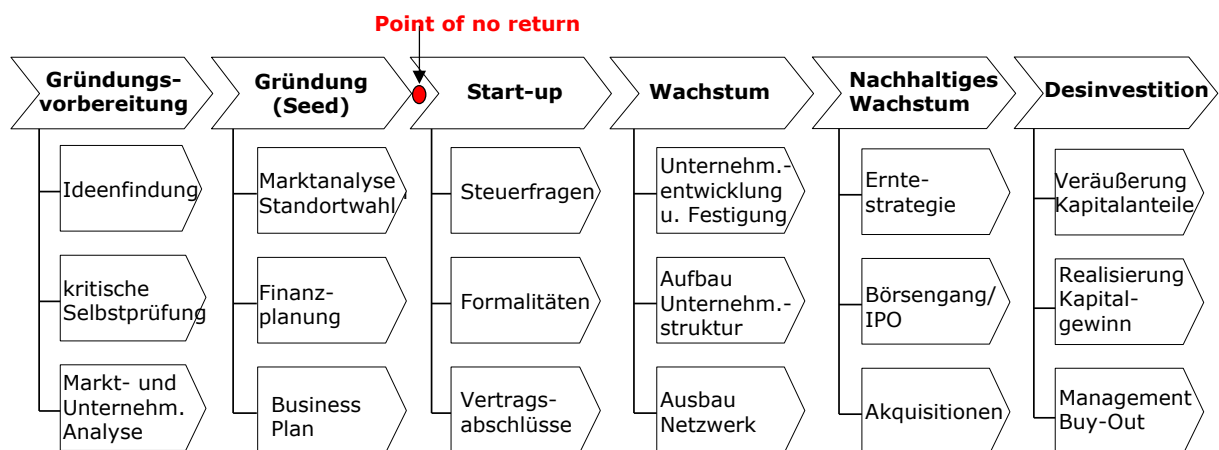 Point of no return
Gründungs-
vorbereitung
Gründung
(Seed)
Start-up
Wachstum
Nachhaltiges
Wachstum
Desinvestition
Ideenfindung
kritische
Selbstprüfung
Markt- und
Unternehm.
Analyse
Marktanalyse
Standortwahl
Finanz-
planung
Business
Plan
Steuerfragen
Formalitäten
Vertrags-
abschlüsse
Unternehm.-
entwicklung
u. Festigung
Aufbau
Unternehm.-
struktur
Ausbau
Netzwerk
Ernte-
strategie
Börsengang/
IPO
Akquisitionen
Veräußerung
Kapitalanteile
Realisierung
Kapital-
gewinn
Management
Buy-Out